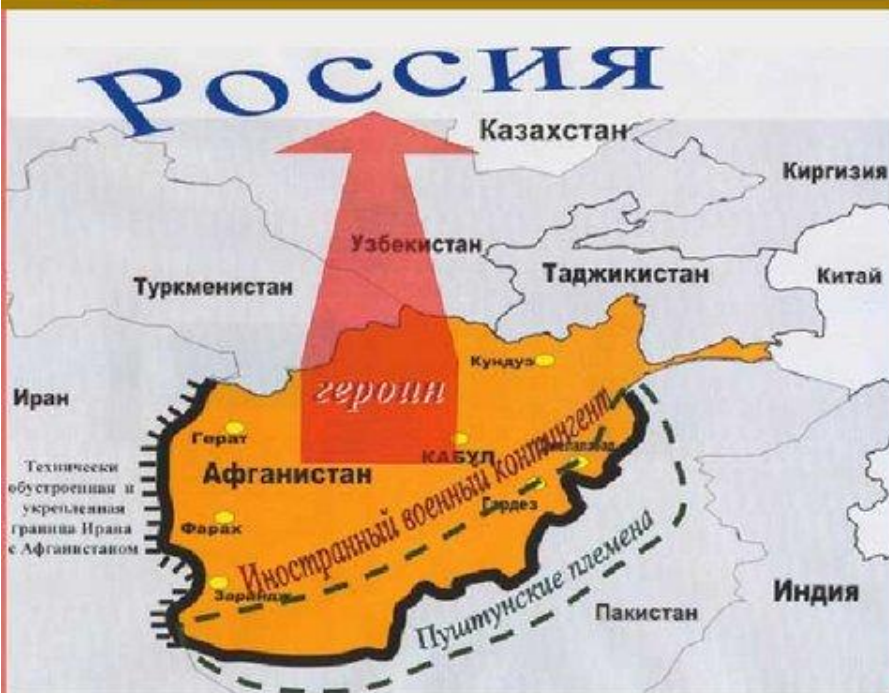 Россия
Казахстан
Киргизия
Узбекистан
Таджикистан
Китай
Туркменистан
Кундуз
Иран
героин
Герат
КАБУЛ
Афганистан
Технически
обустроенная и
укрепленная
граница Ирана
с Афганистаном
Гардез
Фарах
Иностранный военный контингент
Зарандж
Пуштунские племена
Пакистан
Индия